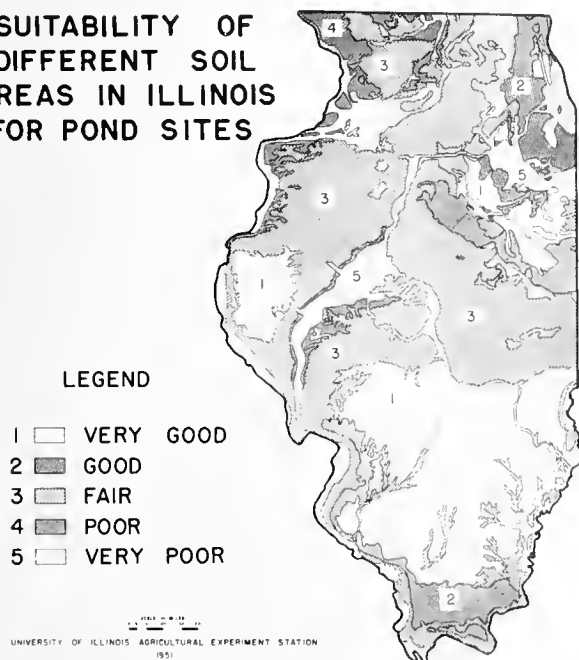 SUITABILITY OF
DIFFERENT SOIL
REAS IN ILLINOIS
FOR POND SITES
4
3
2
5
1
3
1
5
3
3
1
2
LEGEND
1 VERY GOOD
2 GOOD
3 FAIR
4 POOR
5 VERY POOR
UNIVERSITY OF ILLINOIS AGRICULTURAL EXPERIMENT STATION
1951